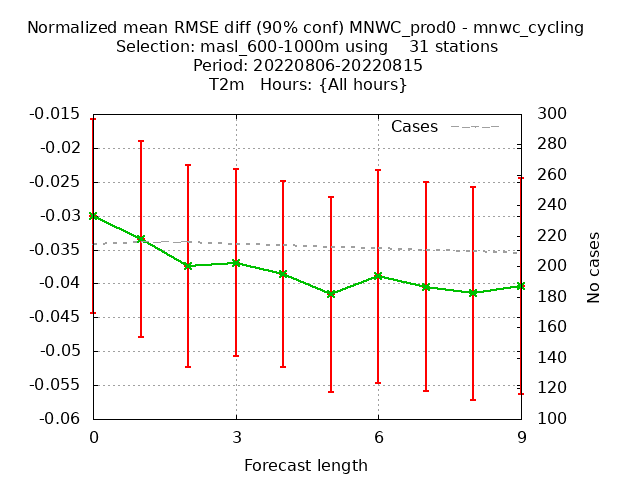 Normalized mean RMSE diff (90% conf) MNWC_prod0 - mnwc_cycling
Selection: masl_600-1000m using    31 stations
Period: 20220806-20220815
T2m   Hours: {All hours}
-0.015
-0.02
-0.025
-0.03
-0.035
-0.04
-0.045
-0.05
-0.055
-0.06
Cases
300
280
260
240
220
200
180
160
140
120
100
No cases
0 3 6 9
Forecast length